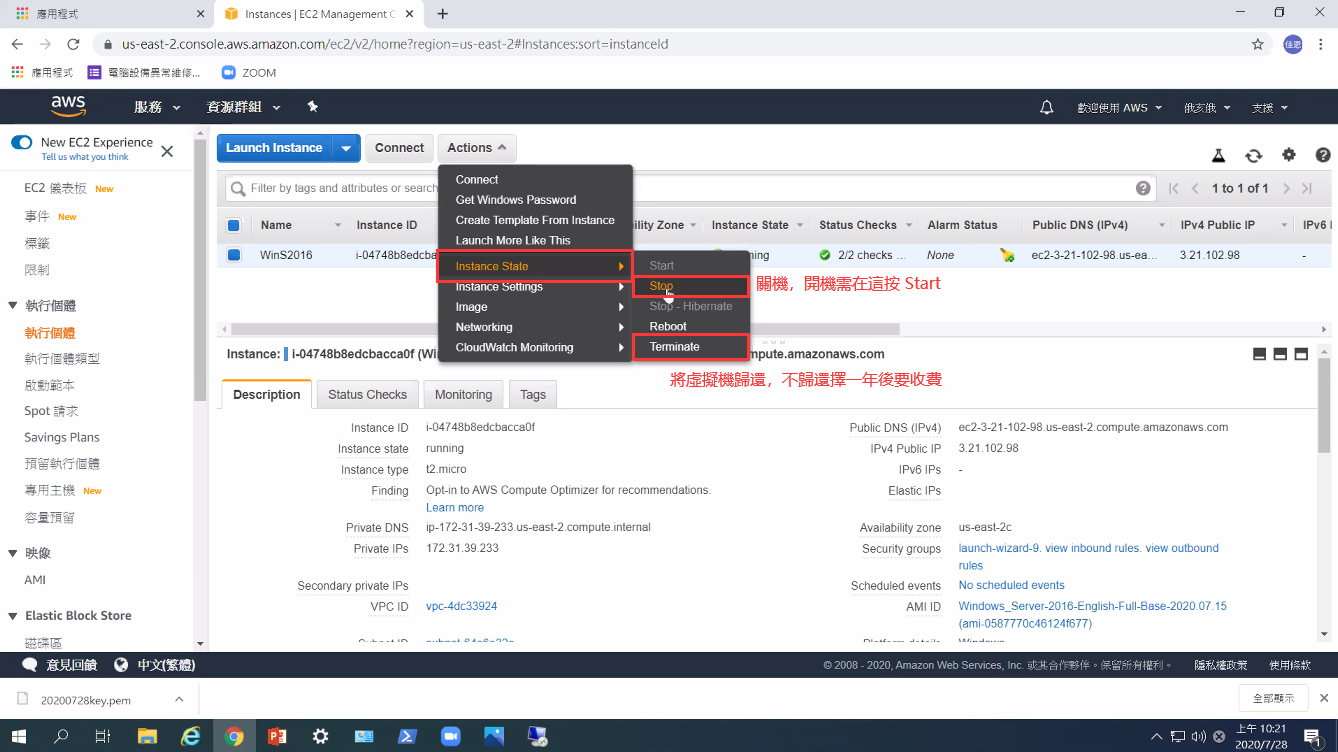 應用程式
Instances | EC2 Management C
us-east-2.console.aws.amazon.com/ec2/v2/home?region=us-east-2#Instances:sort=instanceId
佳恩
應用程式
電腦設備異常維修...
ZOOM
aws
服務
資源群組
歡迎使用 AWS
俄亥俄
支援
New EC2 Experience
Tell us what you think
EC2 儀表板 New
事件 New
標籤
限制
執行個體
執行個體
執行個體類型
啟動範本
Spot 請求
Savings Plans
預留執行個體
專用主機 New
容量預留
映像
AMI
Elastic Block Store
磁碟區
Launch Instance
Connect
Actions
Filter by tags and attributes or search
1 to 1 of 1
Name
Instance ID
ility Zone
Instance State
Status Checks
Alarm Status
Public DNS (IPv4)
IPv4 Public IP
IPv6 I
WinS2016
i-04748b8edcba
ning
2/2 checks ...
None
ec2-3-21-102-98.us-ea...
3.21.102.98
-
Connect
Get Windows Password
Create Template From Instance
Launch More Like This
Instance State
Instance Settings
Image
Networking
CloudWatch Monitoring
Start
Stop
Stop - Hibernate
Reboot
Terminate
關機，開機需在這按 Start
將虛擬機歸還，不歸還擇一年後要收費
Instance: i-04748b8edcbacca0f (Wi
mpute.amazonaws.com
Description
Status Checks
Monitoring
Tags
Instance ID i-04748b8edcbacca0f
Instance state running
Instance type t2.micro
Finding Opt-in to AWS Compute Optimizer for recommendations.
Learn more
Private DNS ip-172-31-39-233.us-east-2.compute.internal
Private IPs 172.31.39.233
Secondary private IPs
VPC ID vpc-4dc33924
Public DNS (IPv4) ec2-3-21-102-98.us-east-2.compute.amazonaws.com
IPv4 Public IP 3.21.102.98
IPv6 IPs -
Elastic IPs
Availability zone us-east-2c
Security groups launch-wizard-9. view inbound rules. view outbound
rules
Scheduled events No scheduled events
AMI ID Windows_Server-2016-English-Full-Base-2020.07.15
(ami-0587770c46124f677)
意見回饋
中文(繁體)
© 2008 - 2020, Amazon Web Services, Inc. 或其合作夥伴。保留所有權利。
隱私權政策
使用條款
20200728key.pem
全部顯示
上午 10:21
2020/7/28
1